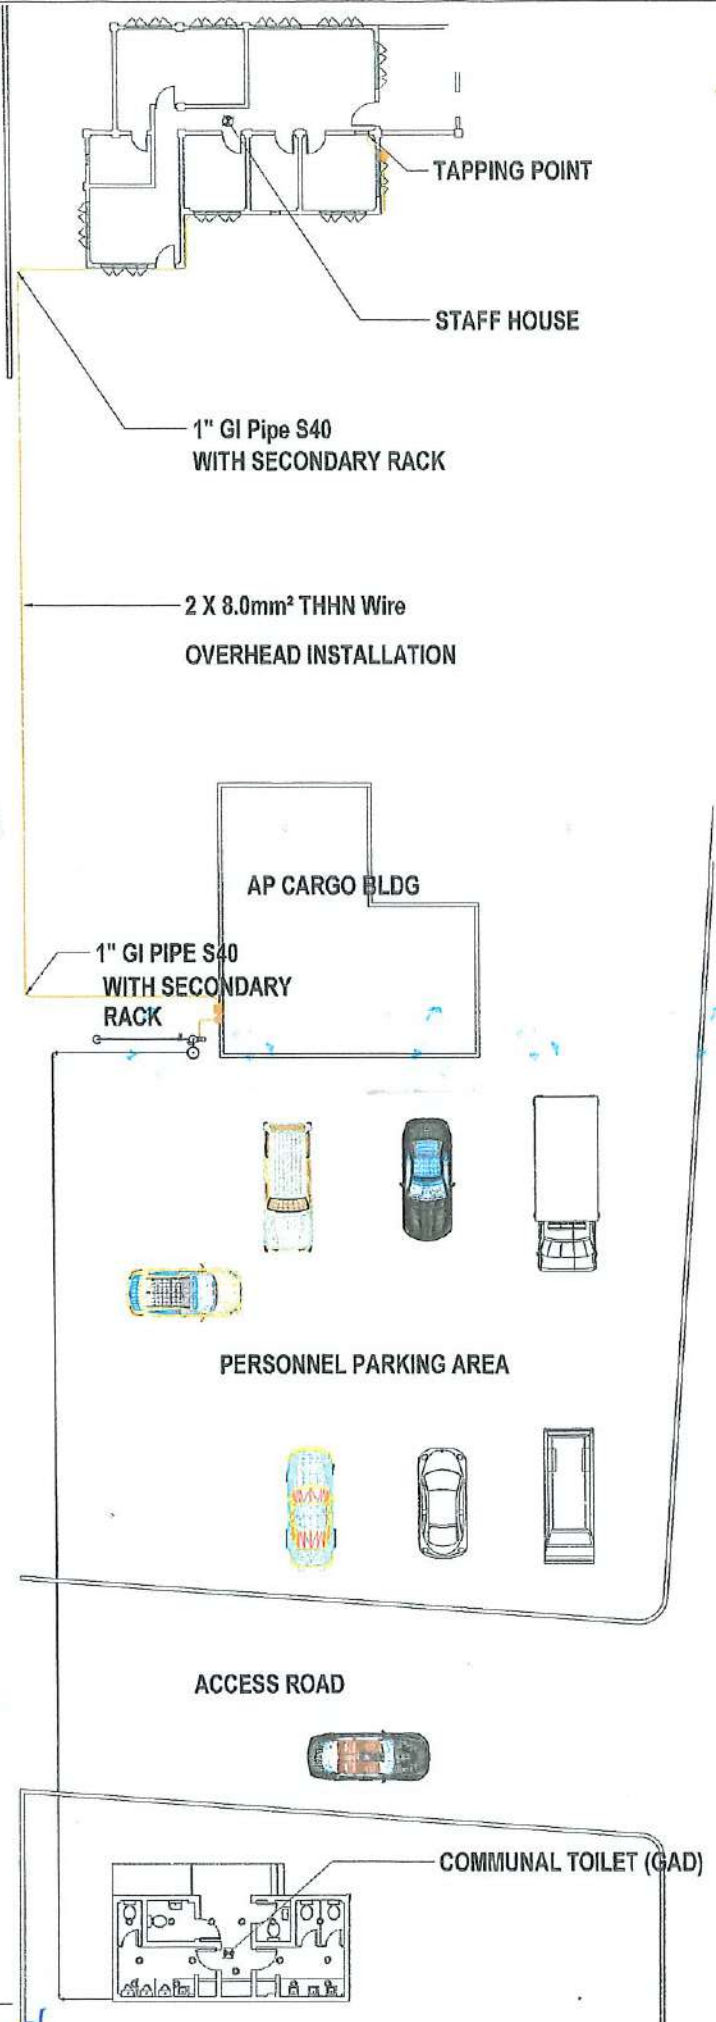 TAPPING POINT
STAFF HOUSE
1" GI Pipe S40
WITH SECONDARY RACK
2 X 8.0mm² THHN Wire
OVERHEAD INSTALLATION
AP CARGO BLDG
1" GI PIPE S40
WITH SECONDARY
RACK
PERSONNEL PARKING AREA
ACCESS ROAD
COMMUNAL TOILET (GAD)